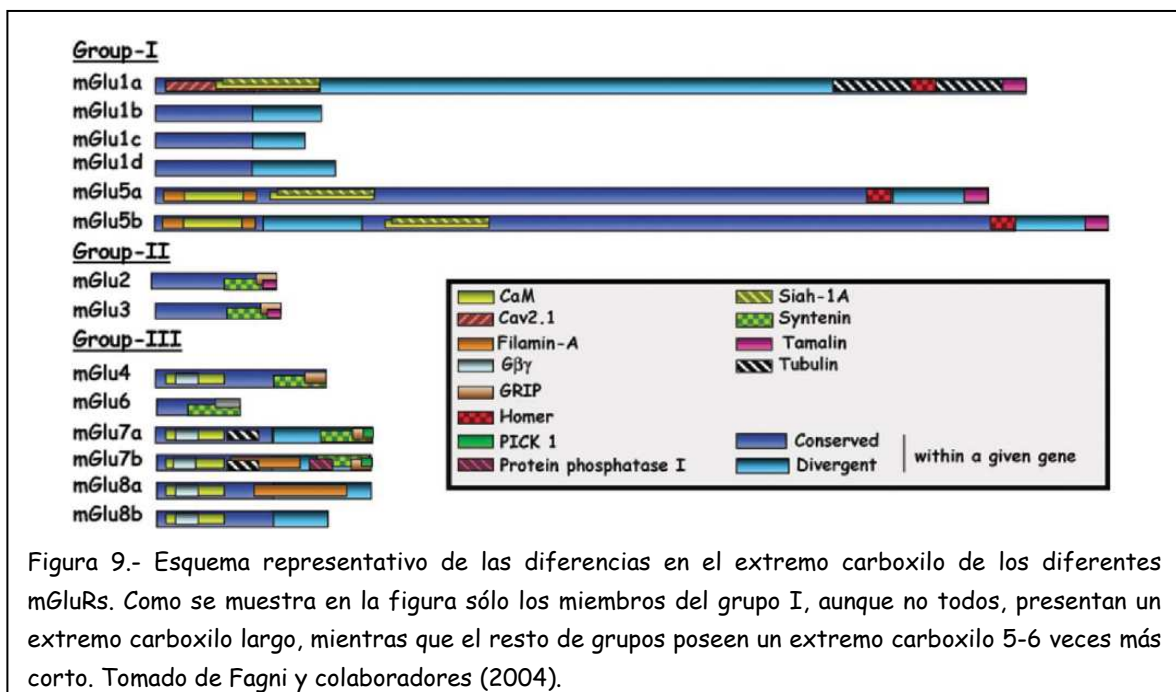 Group-I
mGlu1a
mGlu1b
mGlu1c
mGlu1d
mGlu5a
mGlu5b
Group-II
mGlu2
mGlu3
Group-III
mGlu4
mGlu6
mGlu7a
mGlu7b
mGlu8a
mGlu8b
CaM
Cav2.1
Filamin-A
Gβγ
GRIP
Homer
PICK 1
Protein phosphatase I
Siah-1A
Syntenin
Tamalin
Tubulin
Conserved
Divergent
within a given gene
Figura 9.- Esquema representativo de las diferencias en el extremo carboxilo de los diferentes
mGluRs. Como se muestra en la figura sólo los miembros del grupo I, aunque no todos, presentan un
extremo carboxilo largo, mientras que el resto de grupos poseen un extremo carboxilo 5-6 veces más
corto. Tomado de Fagni y colaboradores (2004).